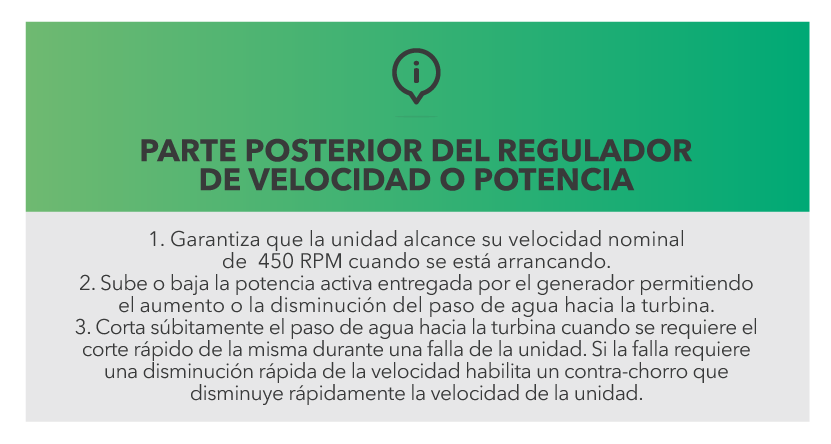 PARTE POSTERIOR DEL REGULADOR
DE VELOCIDAD O POTENCIA
1. Garantiza que la unidad alcance su velocidad nominal
de  450 RPM cuando se está arrancando.
2. Sube o baja la potencia activa entregada por el generador permitiendo
el aumento o la disminución del paso de agua hacia la turbina.
3. Corta súbitamente el paso de agua hacia la turbina cuando se requiere el
corte rápido de la misma durante una falla de la unidad. Si la falla requiere
una disminución rápida de la velocidad habilita un contra-chorro que
disminuye rápidamente la velocidad de la unidad.